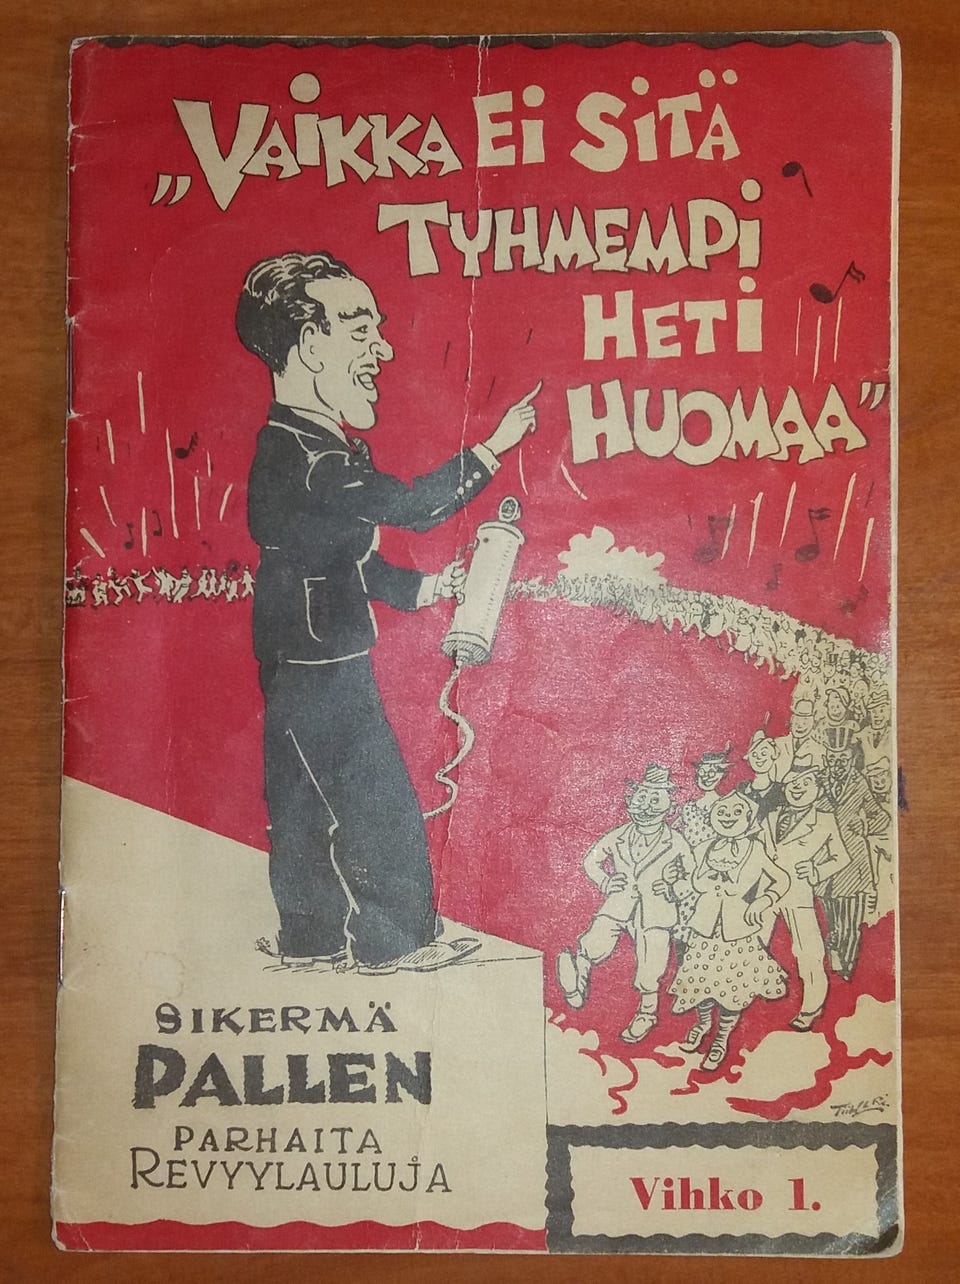 „VAIKKA Ei SiTÄ
TYHMEMPi
HETi
HUOMAA”
SIKERMÄ
PALLEN
PARHAITA
REVYYLAULUJA
Vihko 1.